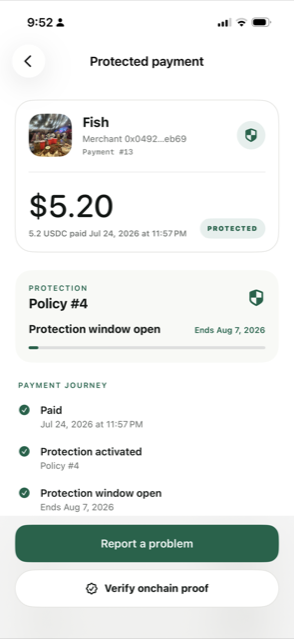 9:52
Protected payment
Fish
Merchant 0x0492...eb69
Payment #13
$5.20
5.2 USDC paid Jul 24, 2026 at 11:57 PM
PROTECTED
PROTECTION
Policy #4
Protection window open
Ends Aug 7, 2026
PAYMENT JOURNEY
Paid
Jul 24, 2026 at 11:57 PM
Protection activated
Policy #4
Protection window open
Ends Aug 7, 2026
Report a problem
Verify onchain proof